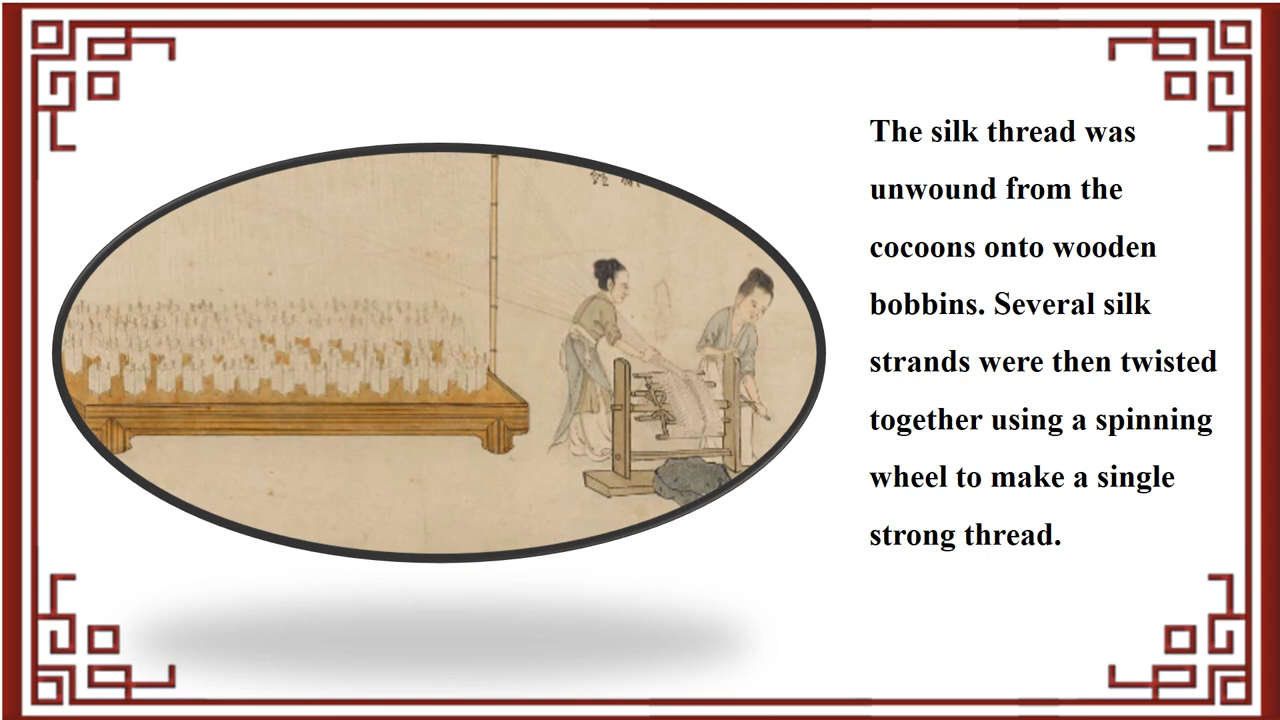 The silk thread was
unwound from the
cocoons onto wooden
bobbins. Several silk
strands were then twisted
together using a spinning
wheel to make a single
strong thread.